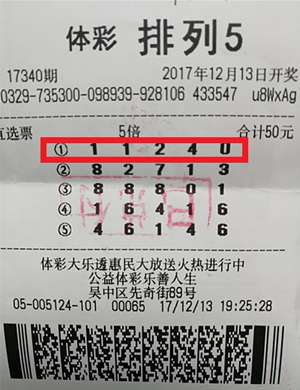 体彩 排列5
17340期 2017年12月13日开奖
0329-735300-098939-928106 433547 u8WxAg
直选票 5倍 合计50元
① 1 1 2 4 0
② 8 2 7 1 3
③ 8 8 8 0 1
④ 1 6 4 1 6
⑤ 4 6 1 4 6
体彩大乐透惠民大放送火热进行中
公益体彩乐善人生
吴中区先奇街89号
05-005124-101 00065 17/12/13 19:25:28